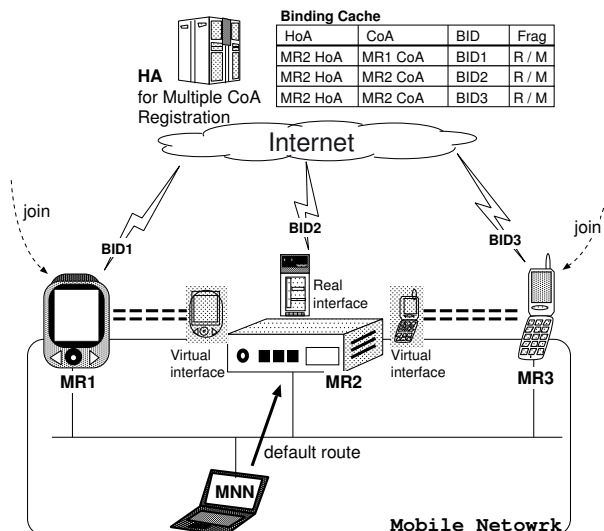 Binding Cache
HoA CoA BID Frag
MR2 HoA MR1 CoA BID1 R / M
MR2 HoA MR2 CoA BID2 R / M
MR2 HoA MR2 CoA BID3 R / M
HA
for Multiple CoA
Registration
Internet
join
BID1
BID2
BID3
join
Real
interface
Virtual
interface
Virtual
interface
MR1
MR2
MR3
default route
MNN
Mobile Netowrk